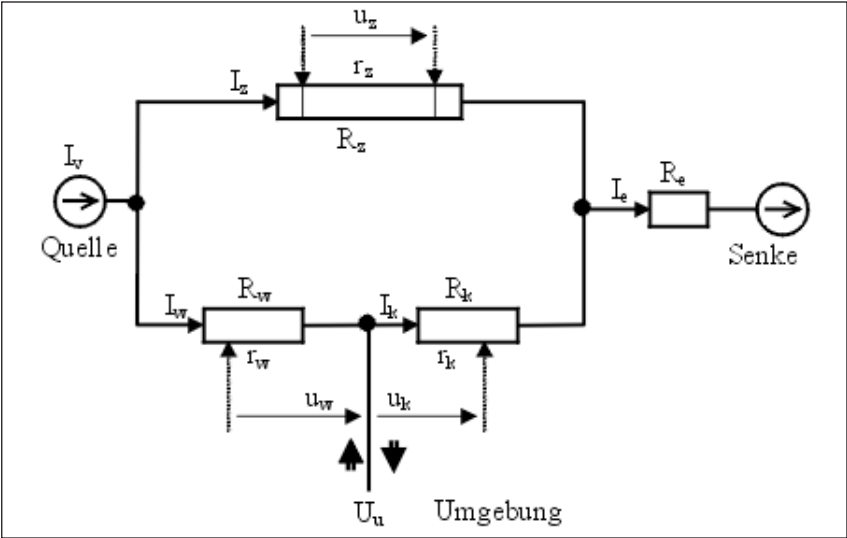 u_z
r_z
I_z
R_z
I_v
Quelle
I_e
R_e
Senke
R_w
R_k
I_w
I_k
r_w
r_k
u_w
u_k
U_u
Umgebung